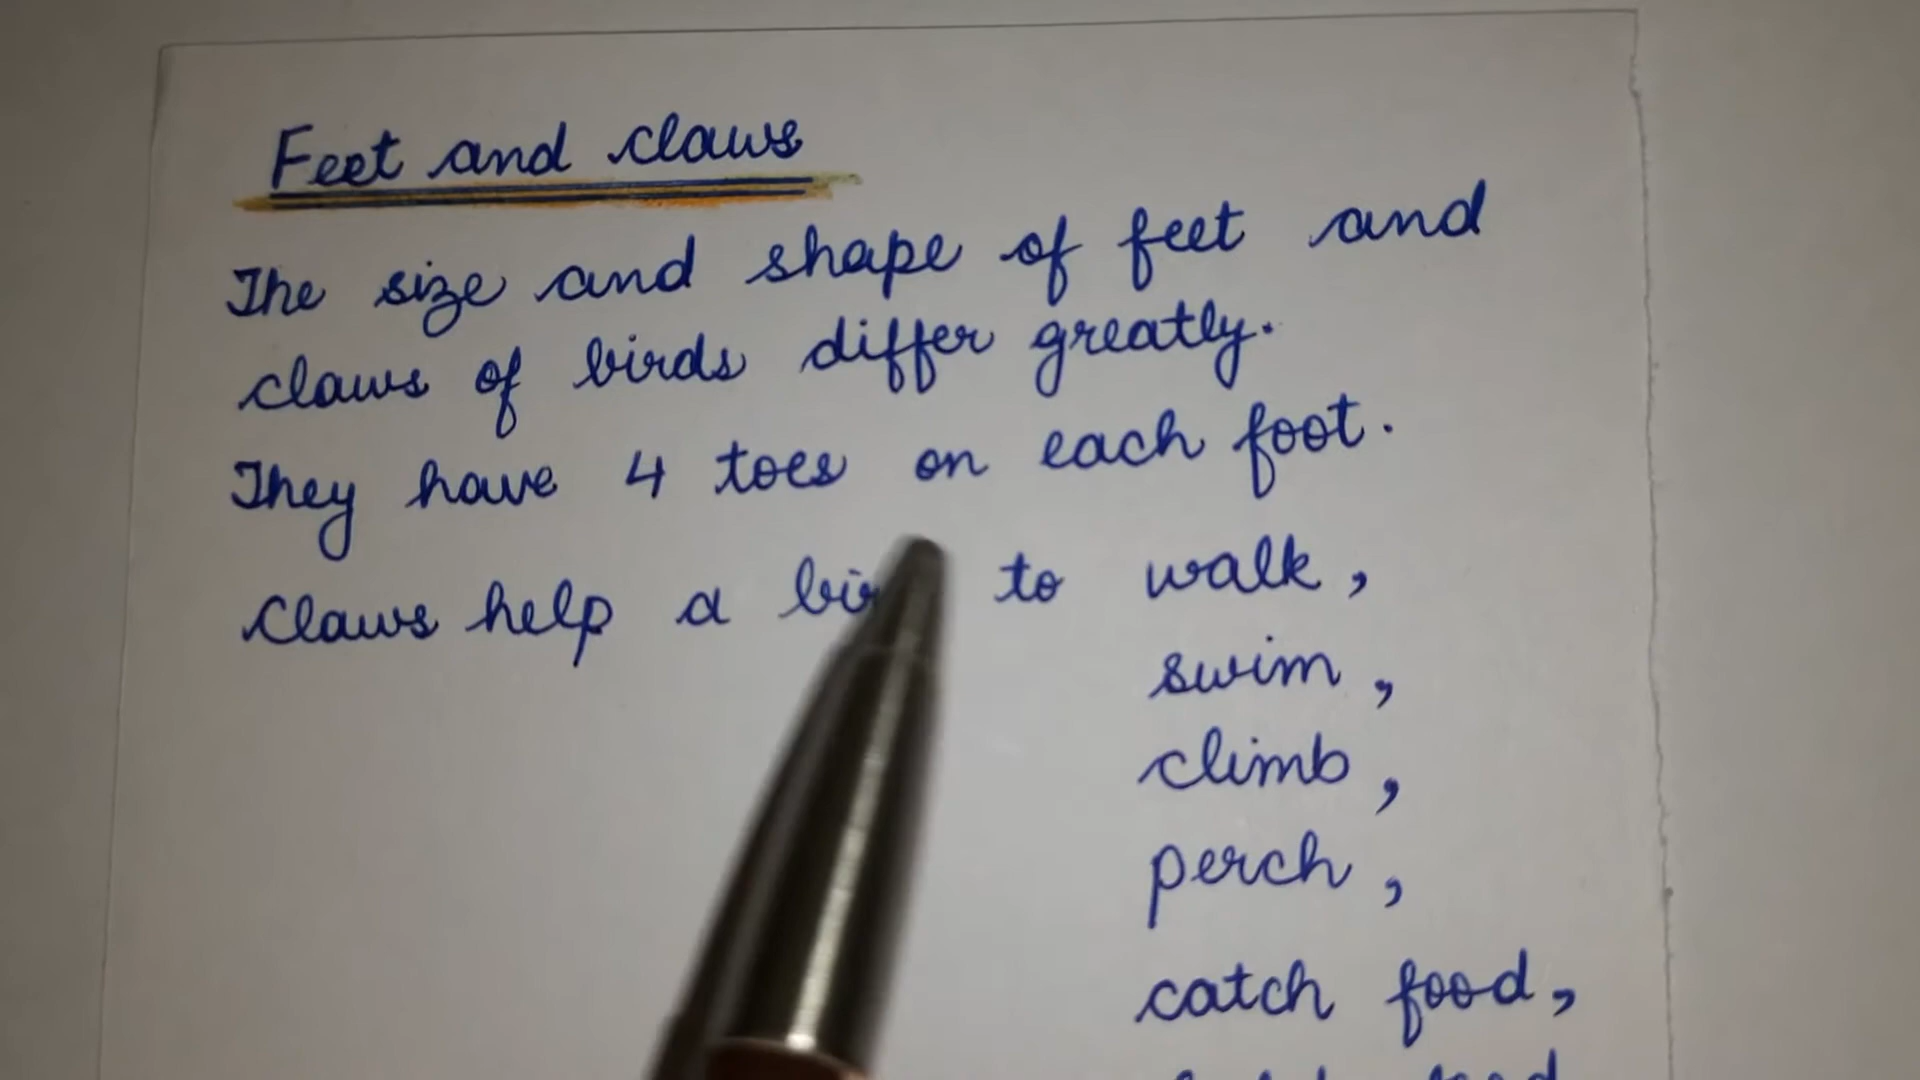 Feet and claws
The size and shape of feet and
claws of birds differ greatly.
They have 4 toes on each foot.
Claws help a to walk,
swim,
climb,
perch,
catch food,